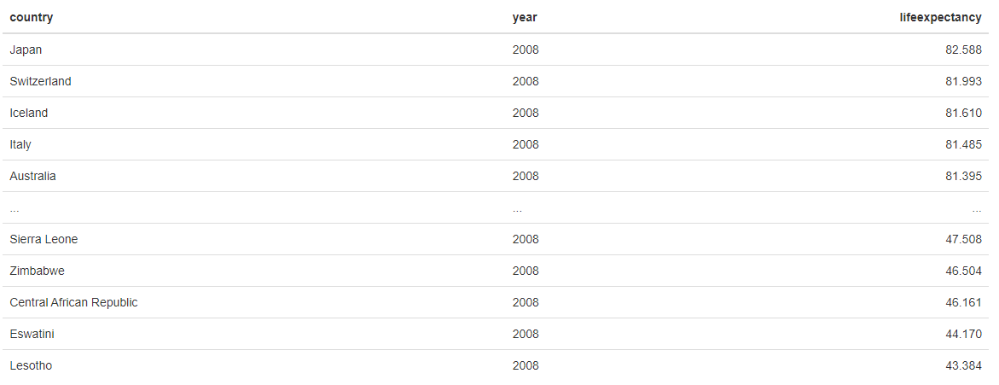 country year lifeexpectancy
Japan 2008 82.588
Switzerland 2008 81.993
Iceland 2008 81.610
Italy 2008 81.485
Australia 2008 81.395
... ... ...
Sierra Leone 2008 47.508
Zimbabwe 2008 46.504
Central African Republic 2008 46.161
Eswatini 2008 44.170
Lesotho 2008 43.384